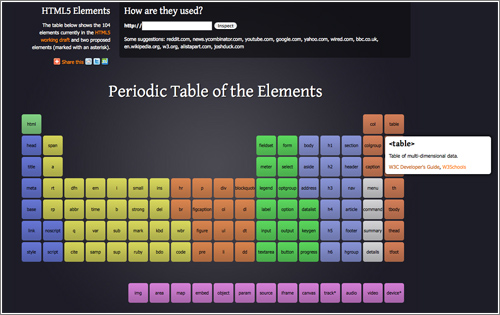 HTML5 Elements
The table below shows the 104
elements currently in the HTML5
working draft and two proposed
elements (marked with an asterisk).
Share this
How are they used?
http:// Inspect
Some suggestions: reddit.com, news.ycombinator.com, youtube.com, google.com, yahoo.com, wired.com, bbc.co.uk,
en.wikipedia.org, w3.org, alistapart.com, joshduck.com
Periodic Table of the Elements
html col table
head span fieldset form body h1 section colgroup
<table>
Table of multi-dimensional data.
W3C Developer's Guide, W3Schools
title a meter select aside h2 header caption
meta rt dfn em i small ins hr p div blockquote legend optgroup address h3 nav menu th
base rp abbr time b strong del figcaption ol dl label option datalist article h4 command tbody
link noscript q var sub mark kbd wbr figure ul dt input output keygen footer h5 summary thead
style script cite samp sup ruby bdo code pre li dd textarea button progress h6 hgroup details tfoot
img area map embed object param source iframe canvas track* audio video device*